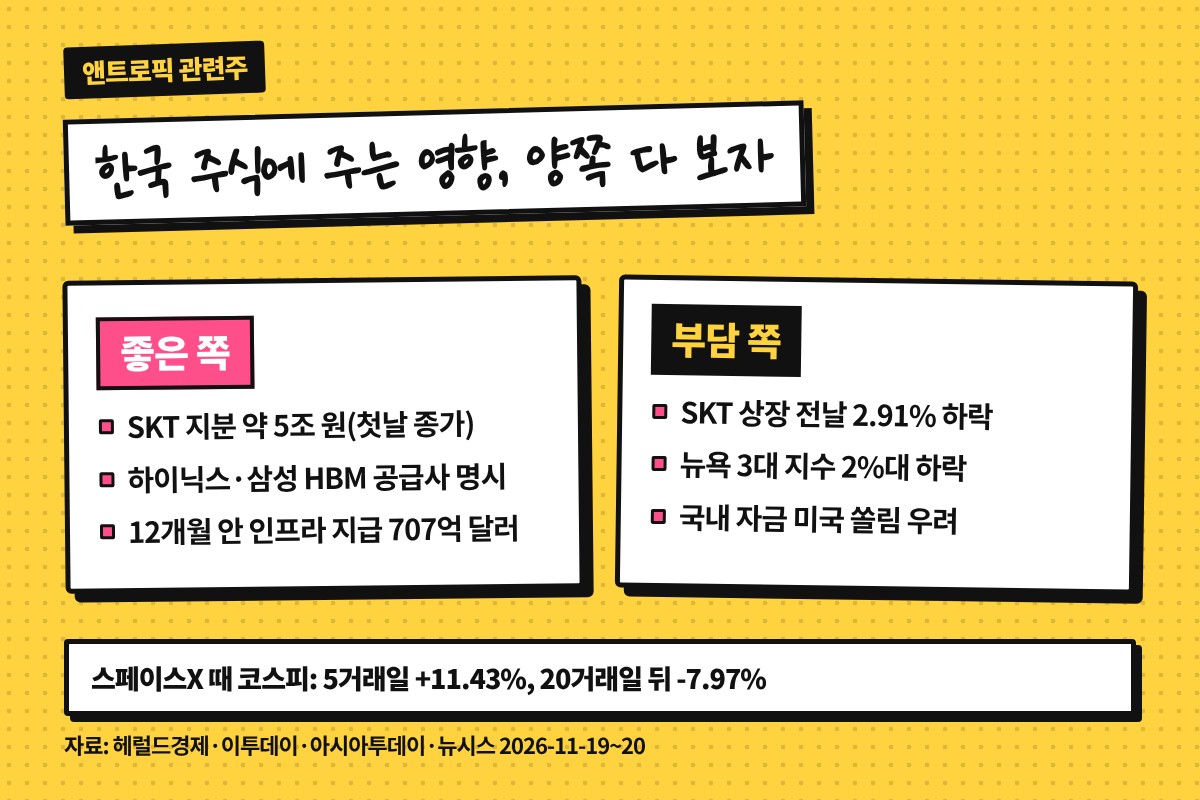 앤트로픽 관련주
한국 주식에 주는 영향, 양쪽 다 보자
좋은 쪽
SKT 지분 약 5조 원(첫날 종가)
하이닉스·삼성 HBM 공급사 명시
12개월 안 인프라 지급 707억 달러
부담 쪽
SKT 상장 전날 2.91% 하락
뉴욕 3대 지수 2%대 하락
국내 자금 미국 쏠림 우려
스페이스X 때 코스피: 5거래일 +11.43%, 20거래일 뒤 -7.97%
자료: 헤럴드경제·이투데이·아시아투데이·뉴시스 2026-11-19~20